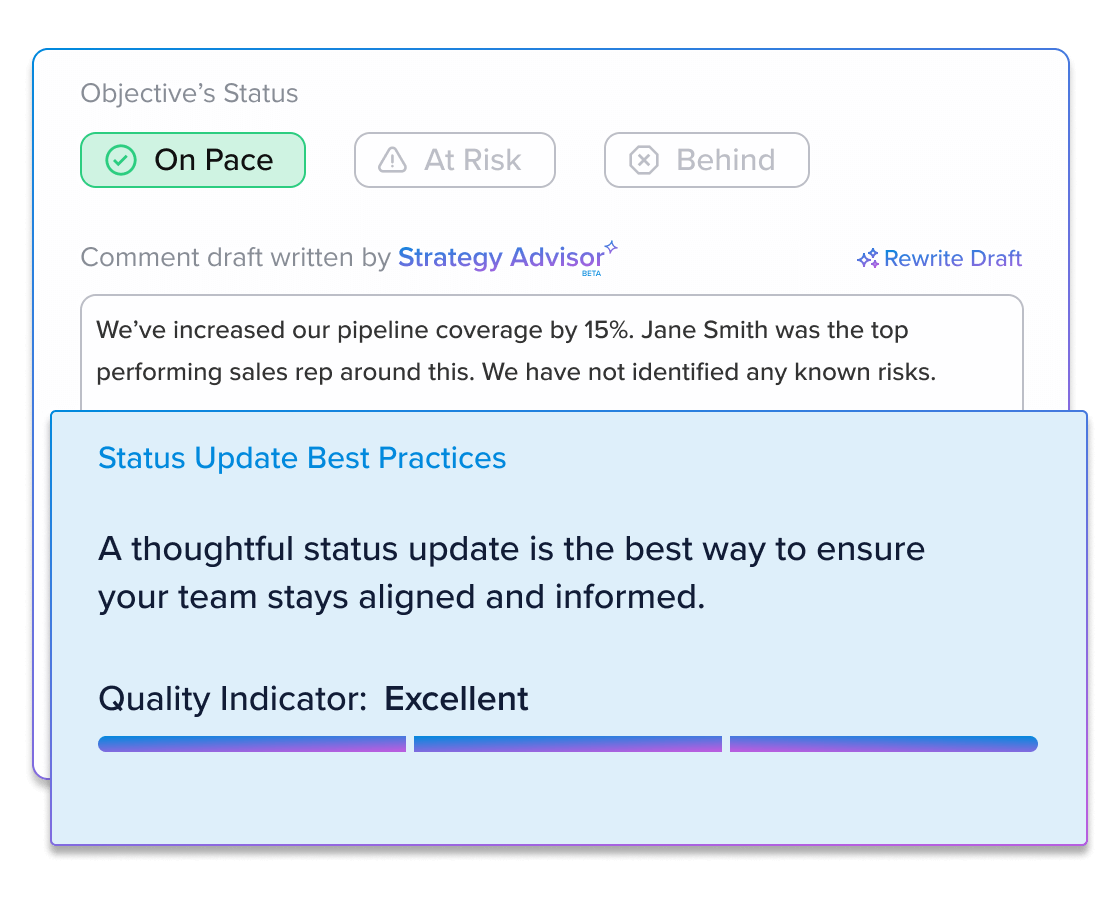 Objective’s Status
On Pace
At Risk
Behind
Comment draft written by Strategy Advisor BETA
Rewrite Draft
We’ve increased our pipeline coverage by 15%. Jane Smith was the top
performing sales rep around this. We have not identified any known risks.
Status Update Best Practices
A thoughtful status update is the best way to ensure
your team stays aligned and informed.
Quality Indicator: Excellent